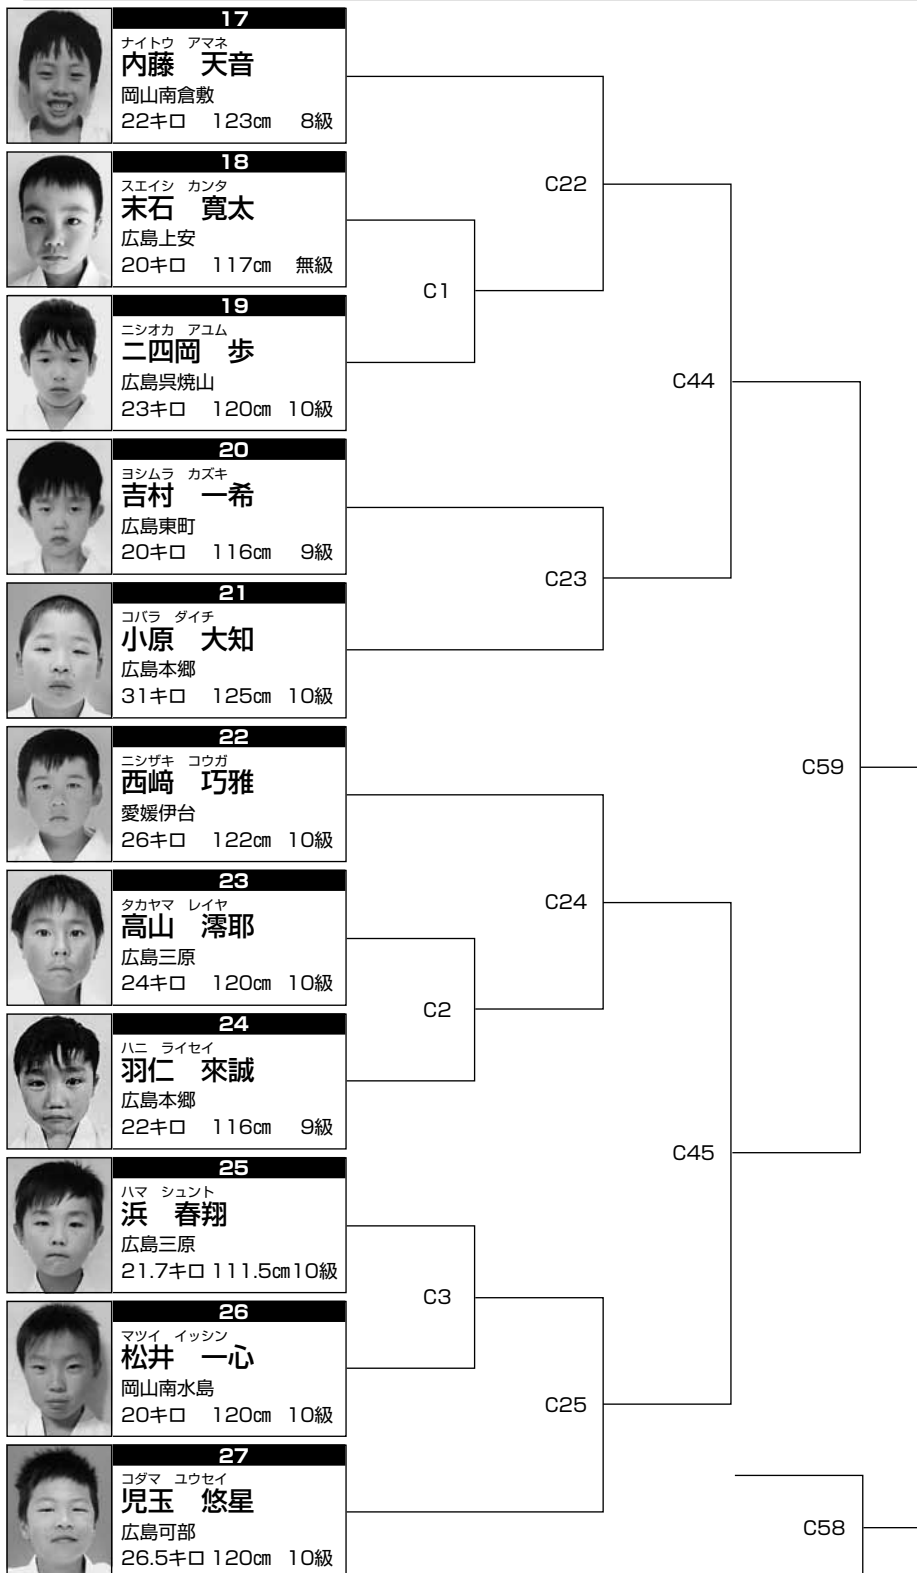 17
ナイトウ　アマネ
内藤　天音
岡山南倉敷
22キロ　123㎝　8級
18
スエイシ　カンタ
末石　寛太
広島上安
20キロ　117㎝　無級
19
ニシオカ　アユム
二四岡　歩
広島呉焼山
23キロ　120㎝　10級
20
ヨシムラ　カズキ
吉村　一希
広島東町
20キロ　116㎝　9級
21
コバラ　ダイチ
小原　大知
広島本郷
31キロ　125㎝　10級
22
ニシザキ　コウガ
西﨑　巧雅
愛媛伊台
26キロ　122㎝　10級
23
タカヤマ　レイヤ
高山　澪耶
広島三原
24キロ　120㎝　10級
24
ハニ　ライセイ
羽仁　來誠
広島本郷
22キロ　116㎝　9級
25
ハマ　シュント
浜　春翔
広島三原
21.7キロ 111.5㎝10級
26
マツイ　イッシン
松井　一心
岡山南水島
20キロ　120㎝　10級
27
コダマ　ユウセイ
児玉　悠星
広島可部
26.5キロ 120㎝　10級
C1
C2
C3
C22
C23
C24
C25
C44
C45
C59
C58